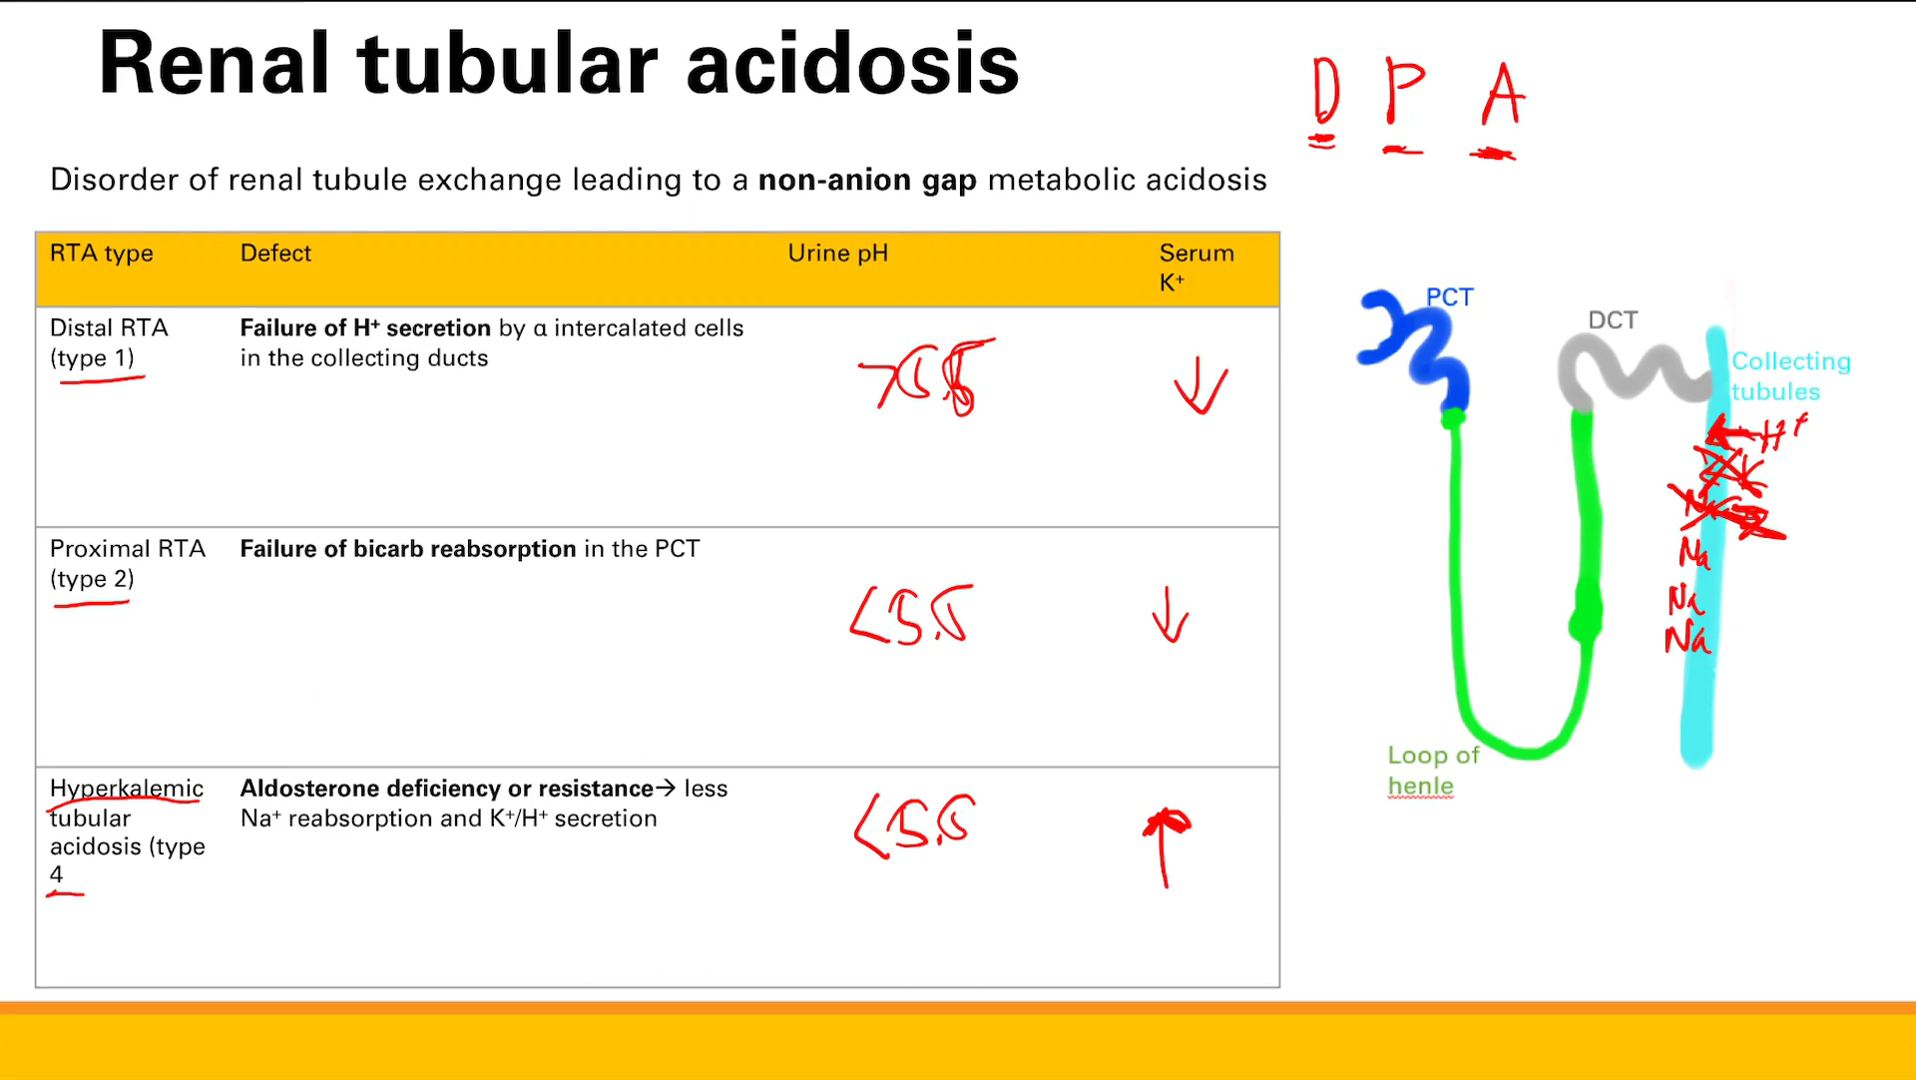 Renal tubular acidosis
D P A
Disorder of renal tubule exchange leading to a non-anion gap metabolic acidosis
RTA type Defect Urine pH Serum
K⁺
Distal RTA Failure of H⁺ secretion by α intercalated cells
(type 1) in the collecting ducts
↓
Proximal RTA Failure of bicarb reabsorption in the PCT
(type 2)
<5.5 ↓
Hyperkalemic Aldosterone deficiency or resistance→ less
tubular Na⁺ reabsorption and K⁺/H⁺ secretion
acidosis (type
4
<5.5 ↑
PCT
DCT
Collecting
tubules
H⁺
Na
Na
Na
Loop of
henle